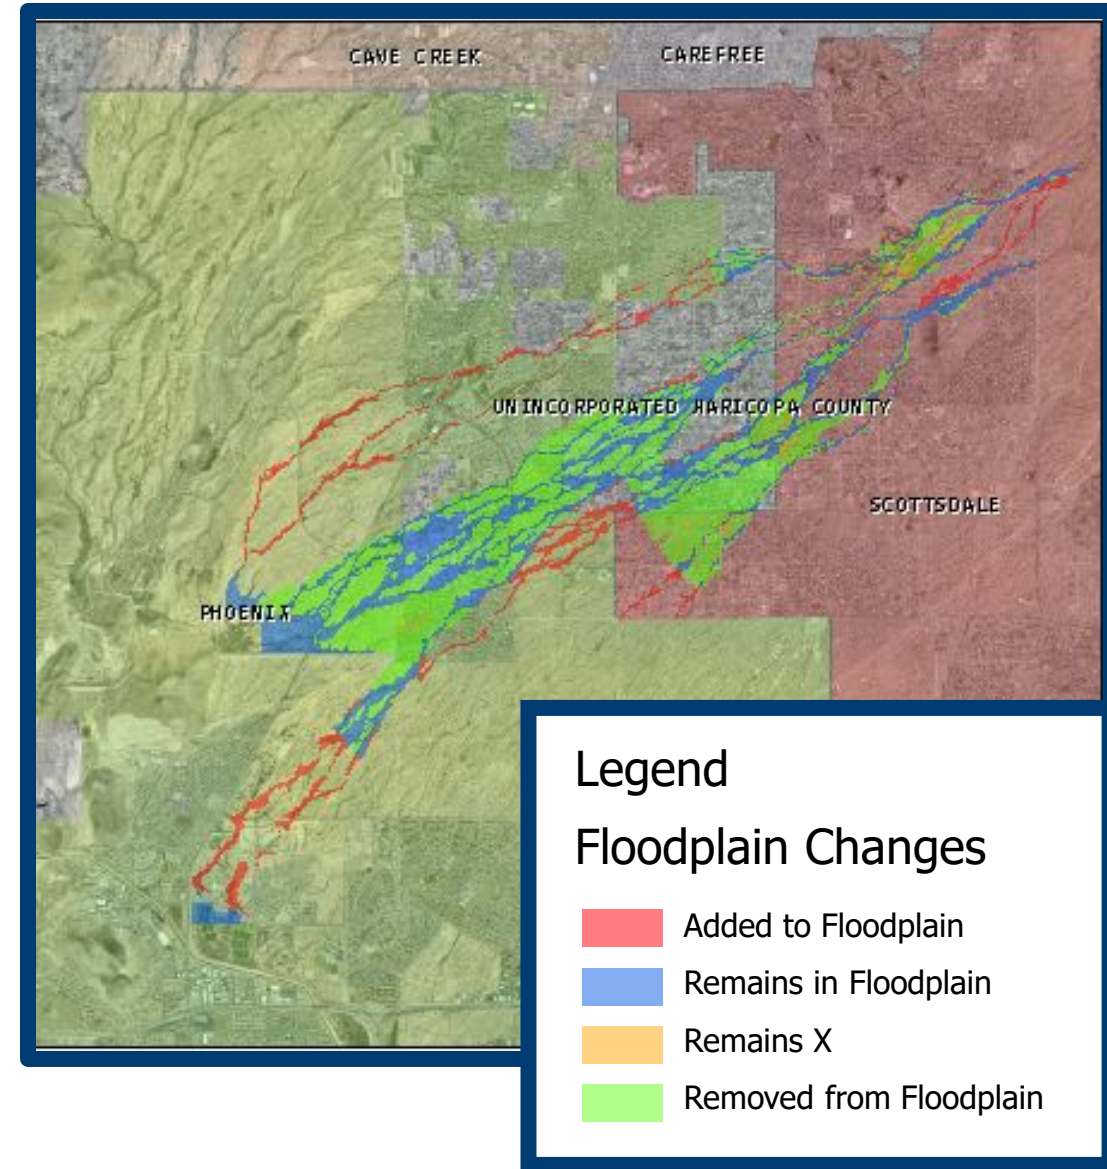 CAVE CREEK
CAREFREE
UNINCORPORATED MARICOPA COUNTY
SCOTTSDALE
PHOENIX
Legend
Floodplain Changes
Added to Floodplain
Remains in Floodplain
Remains X
Removed from Floodplain